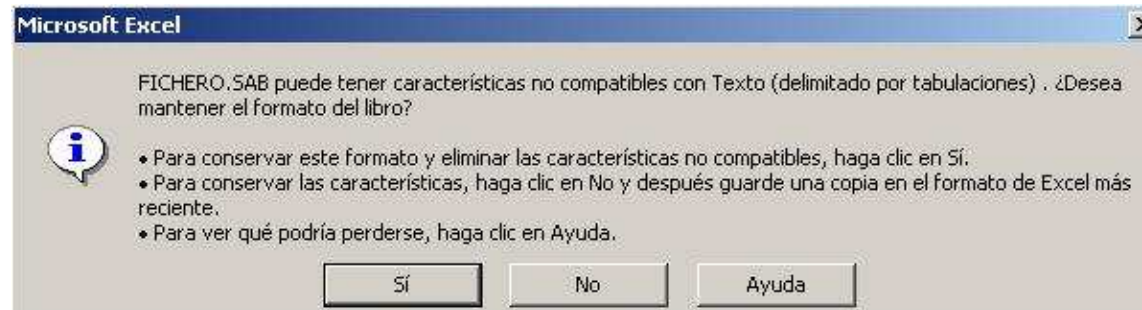 Microsoft Excel
FICHERO.SAB puede tener características no compatibles con Texto (delimitado por tabulaciones) . ¿Desea
mantener el formato del libro?
• Para conservar este formato y eliminar las características no compatibles, haga clic en Sí.
• Para conservar las características, haga clic en No y después guarde una copia en el formato de Excel más
reciente.
• Para ver qué podría perderse, haga clic en Ayuda.
Sí No Ayuda